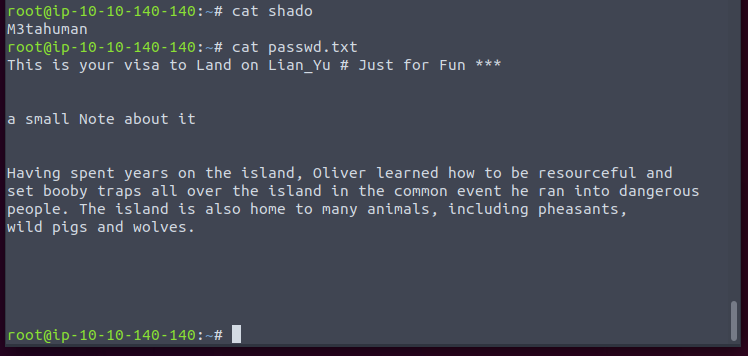 root@ip-10-10-140-140:~# cat shado
M3tahuman
root@ip-10-10-140-140:~# cat passwd.txt
This is your visa to Land on Lian_Yu # Just for Fun ***
a small Note about it
Having spent years on the island, Oliver learned how to be resourceful and
set booby traps all over the island in the common event he ran into dangerous
people. The island is also home to many animals, including pheasants,
wild pigs and wolves.
root@ip-10-10-140-140:~#